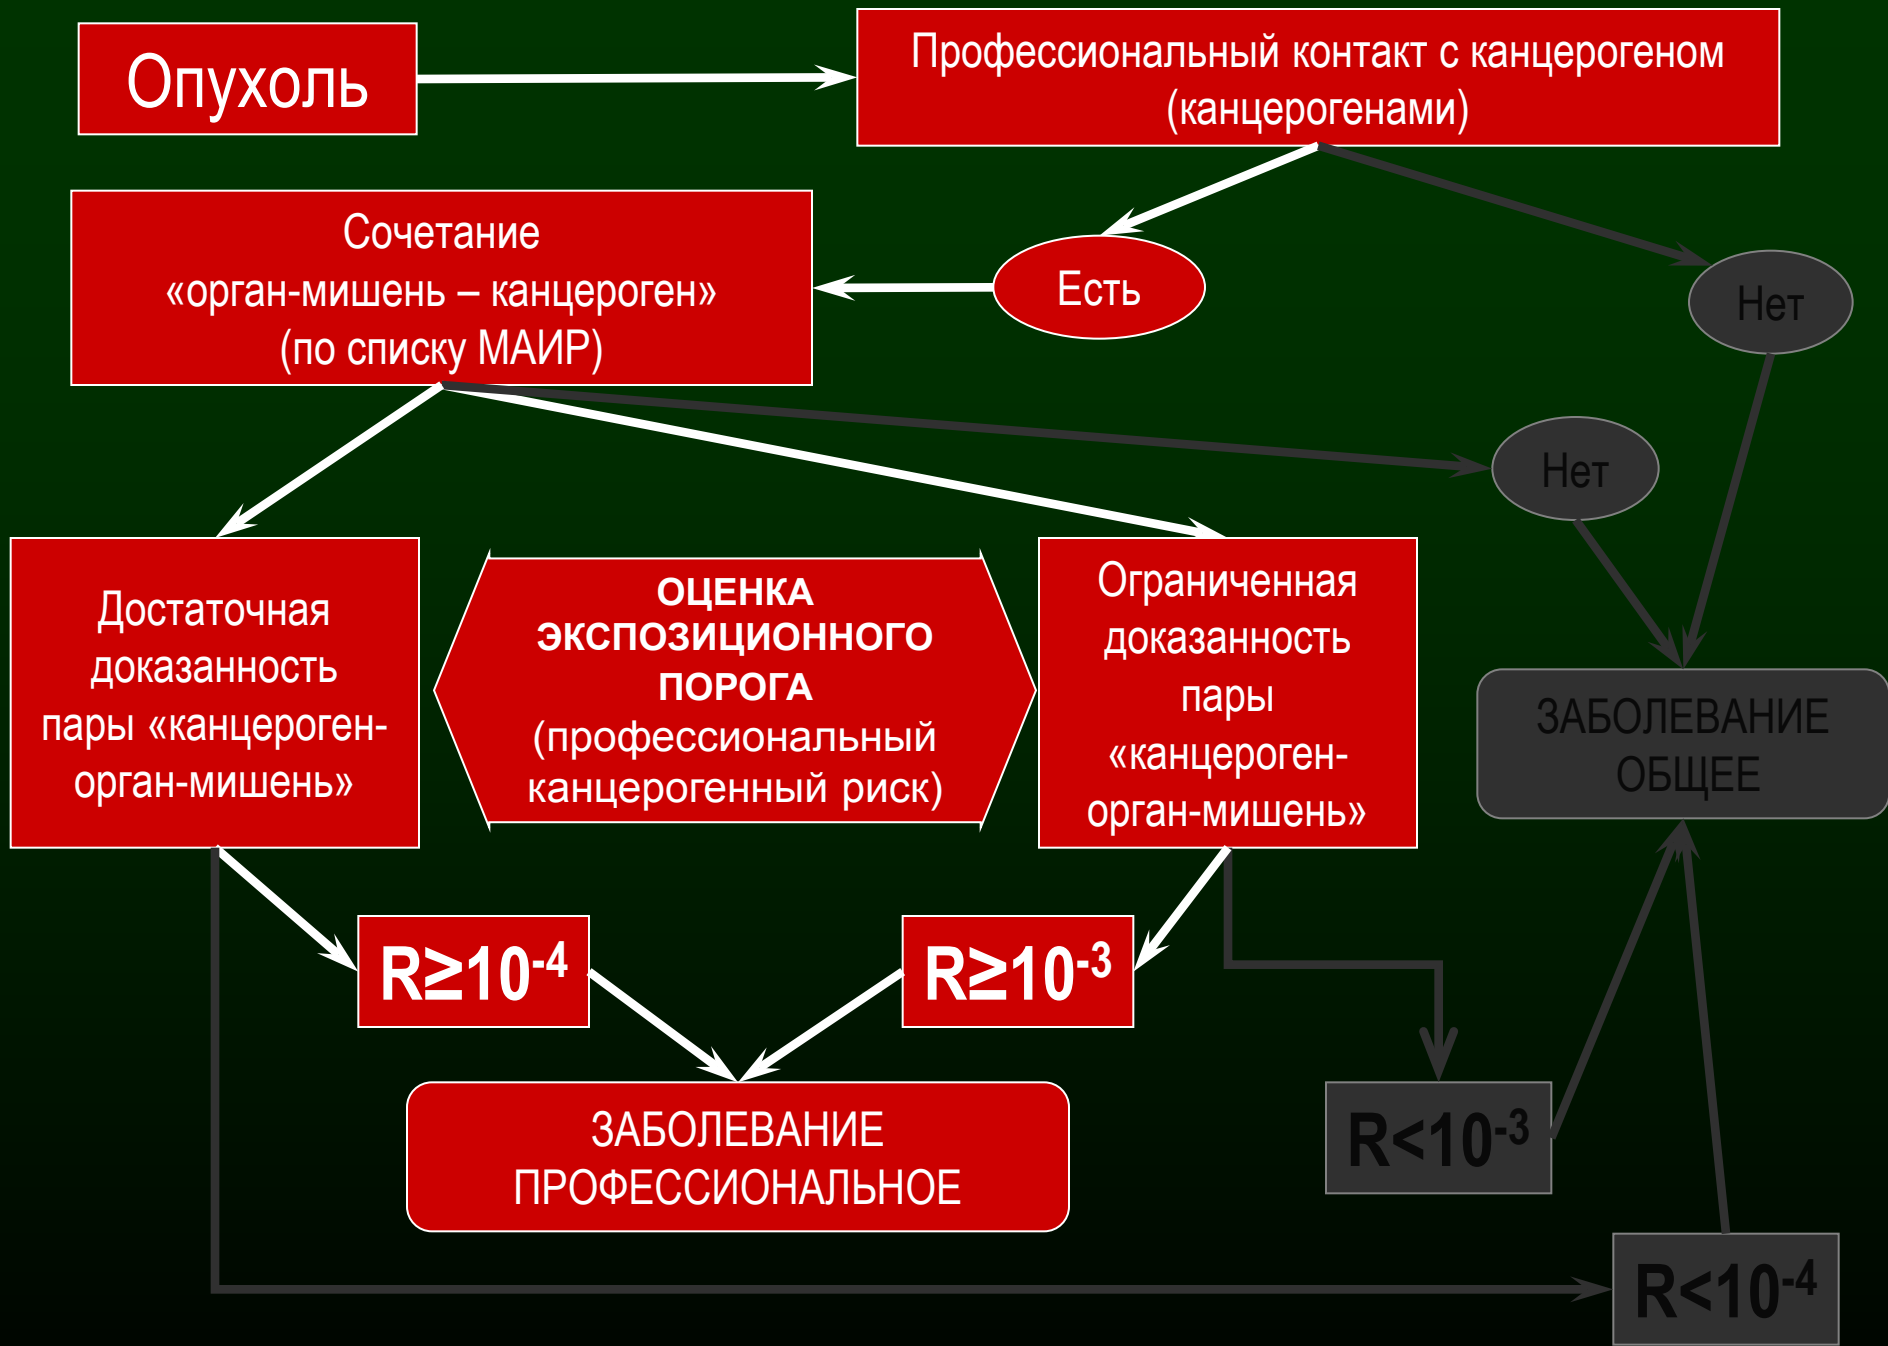 Опухоль
Профессиональный контакт с канцерогеном
(канцерогенами)
Сочетание
«орган-мишень – канцероген»
(по списку МАИР)
Есть
Нет
Нет
Достаточная
доказанность
пары «канцероген-
орган-мишень»
ОЦЕНКА
ЭКСПОЗИЦИОННОГО
ПОРОГА
(профессиональный
канцерогенный риск)
Ограниченная
доказанность
пары
«канцероген-
орган-мишень»
ЗАБОЛЕВАНИЕ
ОБЩЕЕ
R≥10⁻⁴
R≥10⁻³
ЗАБОЛЕВАНИЕ
ПРОФЕССИОНАЛЬНОЕ
R<10⁻³
R<10⁻⁴